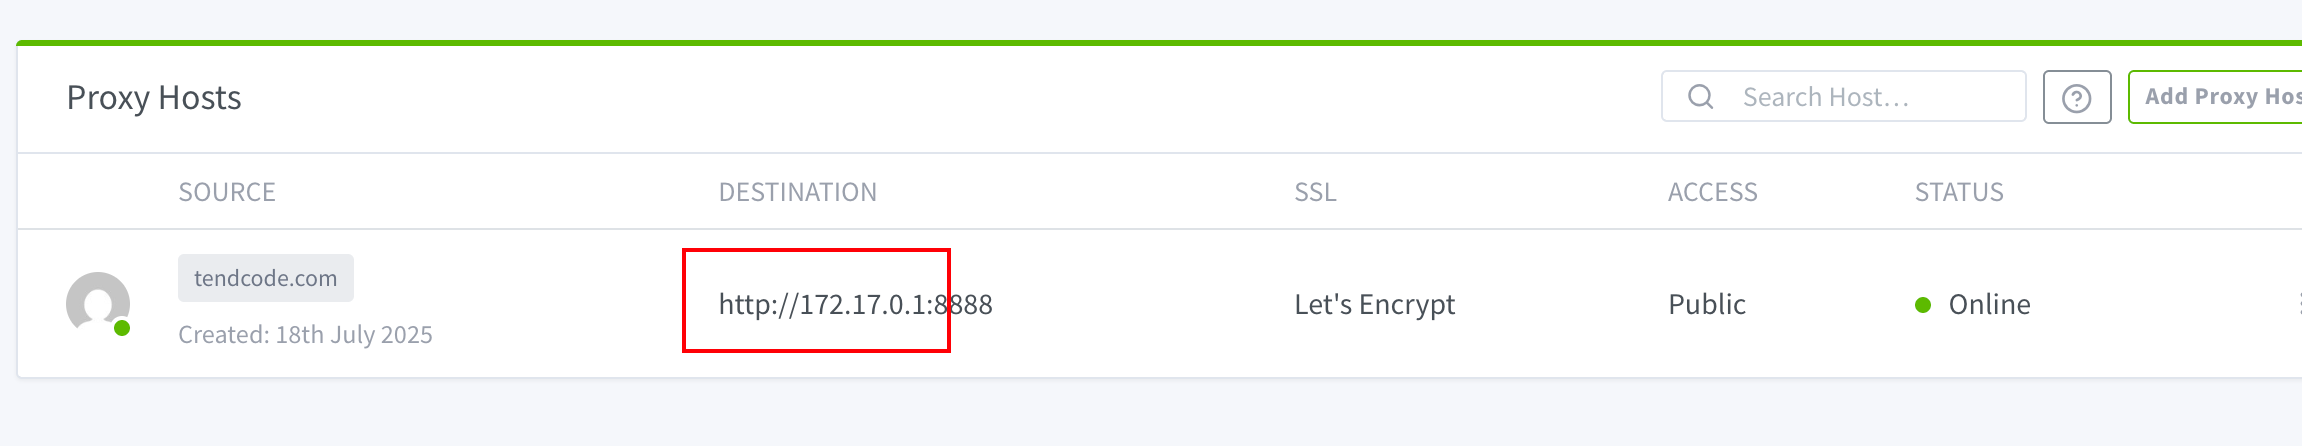 Proxy Hosts
Search Host...
Add Proxy Hos
SOURCE DESTINATION SSL ACCESS STATUS
tendcode.com
http://172.17.0.1:8888 Let's Encrypt Public Online
Created: 18th July 2025